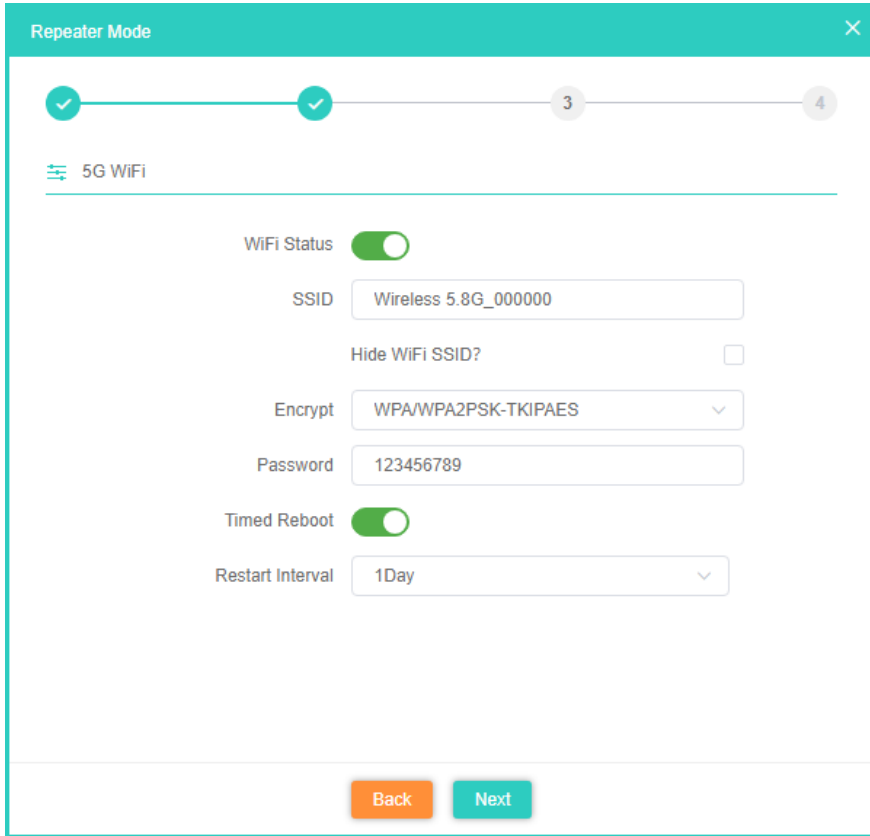 Repeater Mode
3 4
5G WiFi
WiFi Status
SSID Wireless 5.8G_000000
Hide WiFi SSID?
Encrypt WPA/WPA2PSK-TKIPAES
Password 123456789
Timed Reboot
Restart Interval 1Day
Back Next